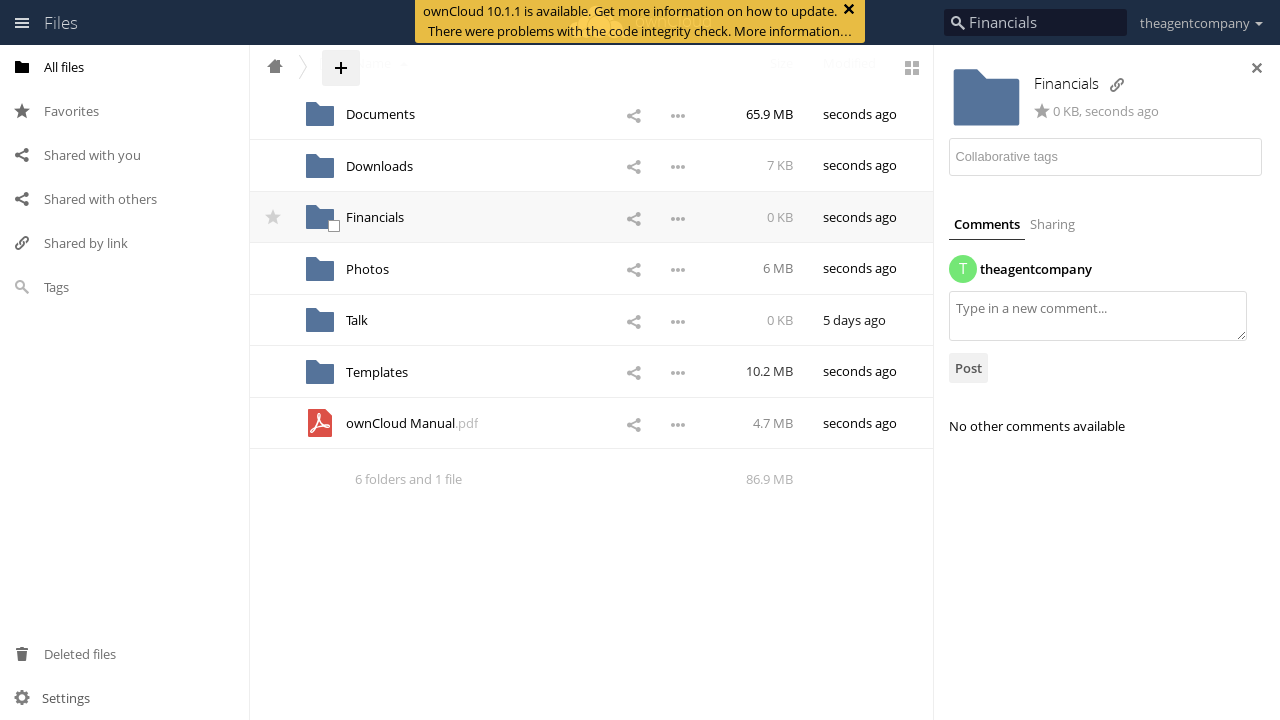 Files
ownCloud 10.1.1 is available. Get more information on how to update.
There were problems with the code integrity check. More information…
Financials
theagentcompany
All files
Favorites
Shared with you
Shared with others
Shared by link
Tags
Deleted files
Settings
Documents 65.9 MB seconds ago
Downloads 7 KB seconds ago
Financials 0 KB seconds ago
Photos 6 MB seconds ago
Talk 0 KB 5 days ago
Templates 10.2 MB seconds ago
ownCloud Manual.pdf 4.7 MB seconds ago
6 folders and 1 file 86.9 MB
Financials
0 KB, seconds ago
Collaborative tags
Comments Sharing
T theagentcompany
Type in a new comment...
Post
No other comments available